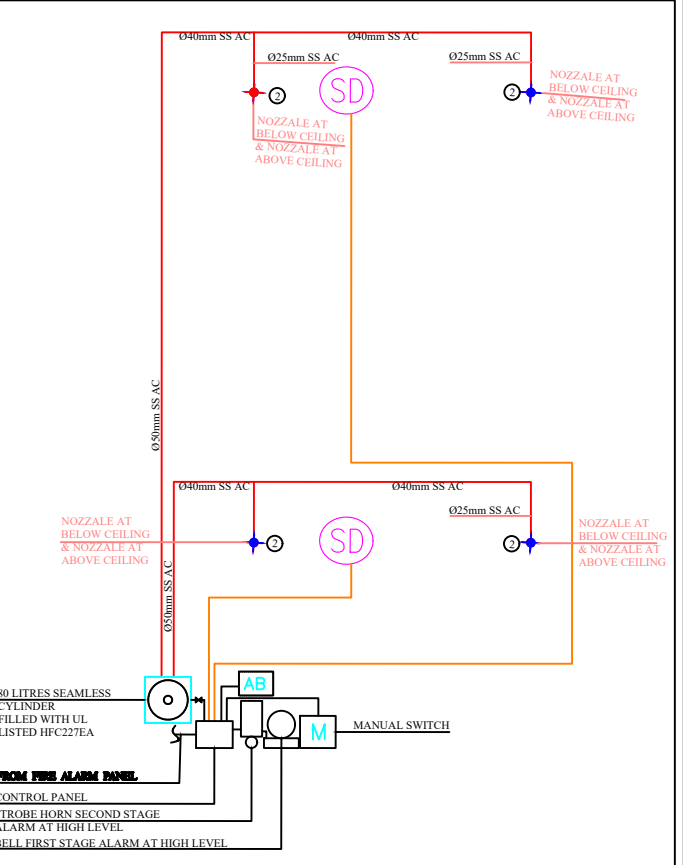 Ø40mm SS AC
Ø40mm SS AC
Ø25mm SS AC
Ø25mm SS AC
SD
2
2
NOZZALE AT
BELOW CEILING
& NOZZALE AT
ABOVE CEILING
NOZZALE AT
BELOW CEILING
& NOZZALE AT
ABOVE CEILING
Ø50mm SS AC
Ø40mm SS AC
Ø40mm SS AC
Ø25mm SS AC
NOZZALE AT
BELOW CEILING
& NOZZALE AT
ABOVE CEILING
2
SD
2
NOZZALE AT
BELOW CEILING
& NOZZALE AT
ABOVE CEILING
Ø50mm SS AC
80 LITRES SEAMLESS
CYLINDER
FILLED WITH UL
LISTED HFC227EA
AB
M
MANUAL SWITCH
FROM FIRE ALARM PANEL
CONTROL PANEL
TROBE HORN SECOND STAGE
ALARM AT HIGH LEVEL
BELL FIRST STAGE ALARM AT HIGH LEVEL